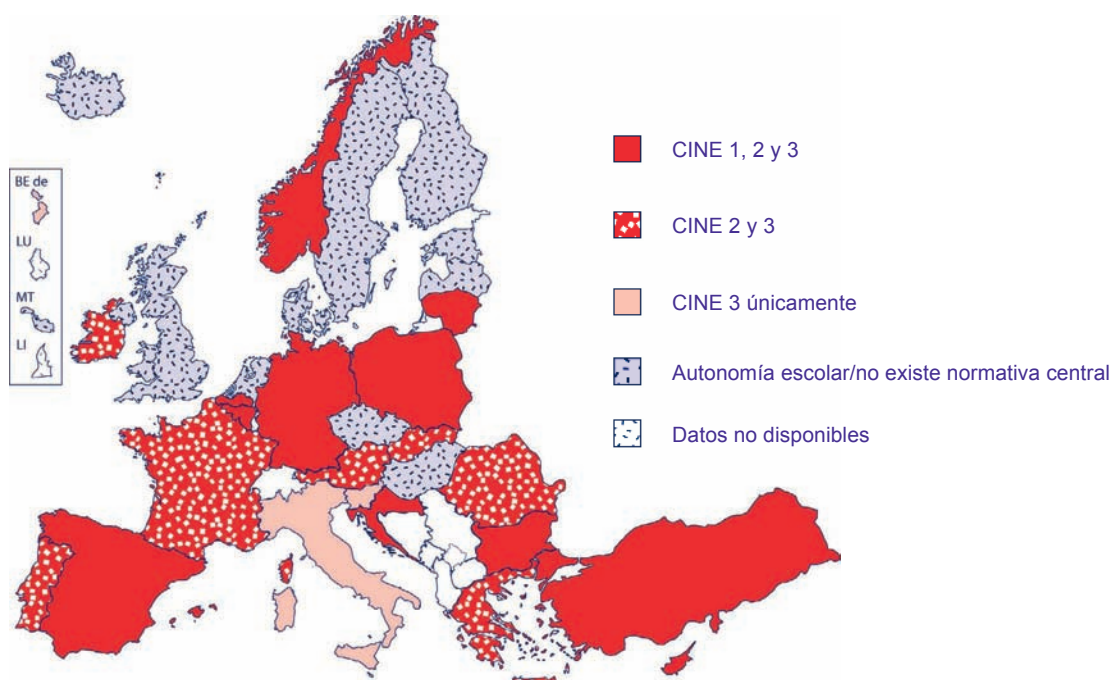 BE de
LU
MT
LI
CINE 1, 2 y 3
CINE 2 y 3
CINE 3 únicamente
Autonomía escolar/no existe normativa central
Datos no disponibles